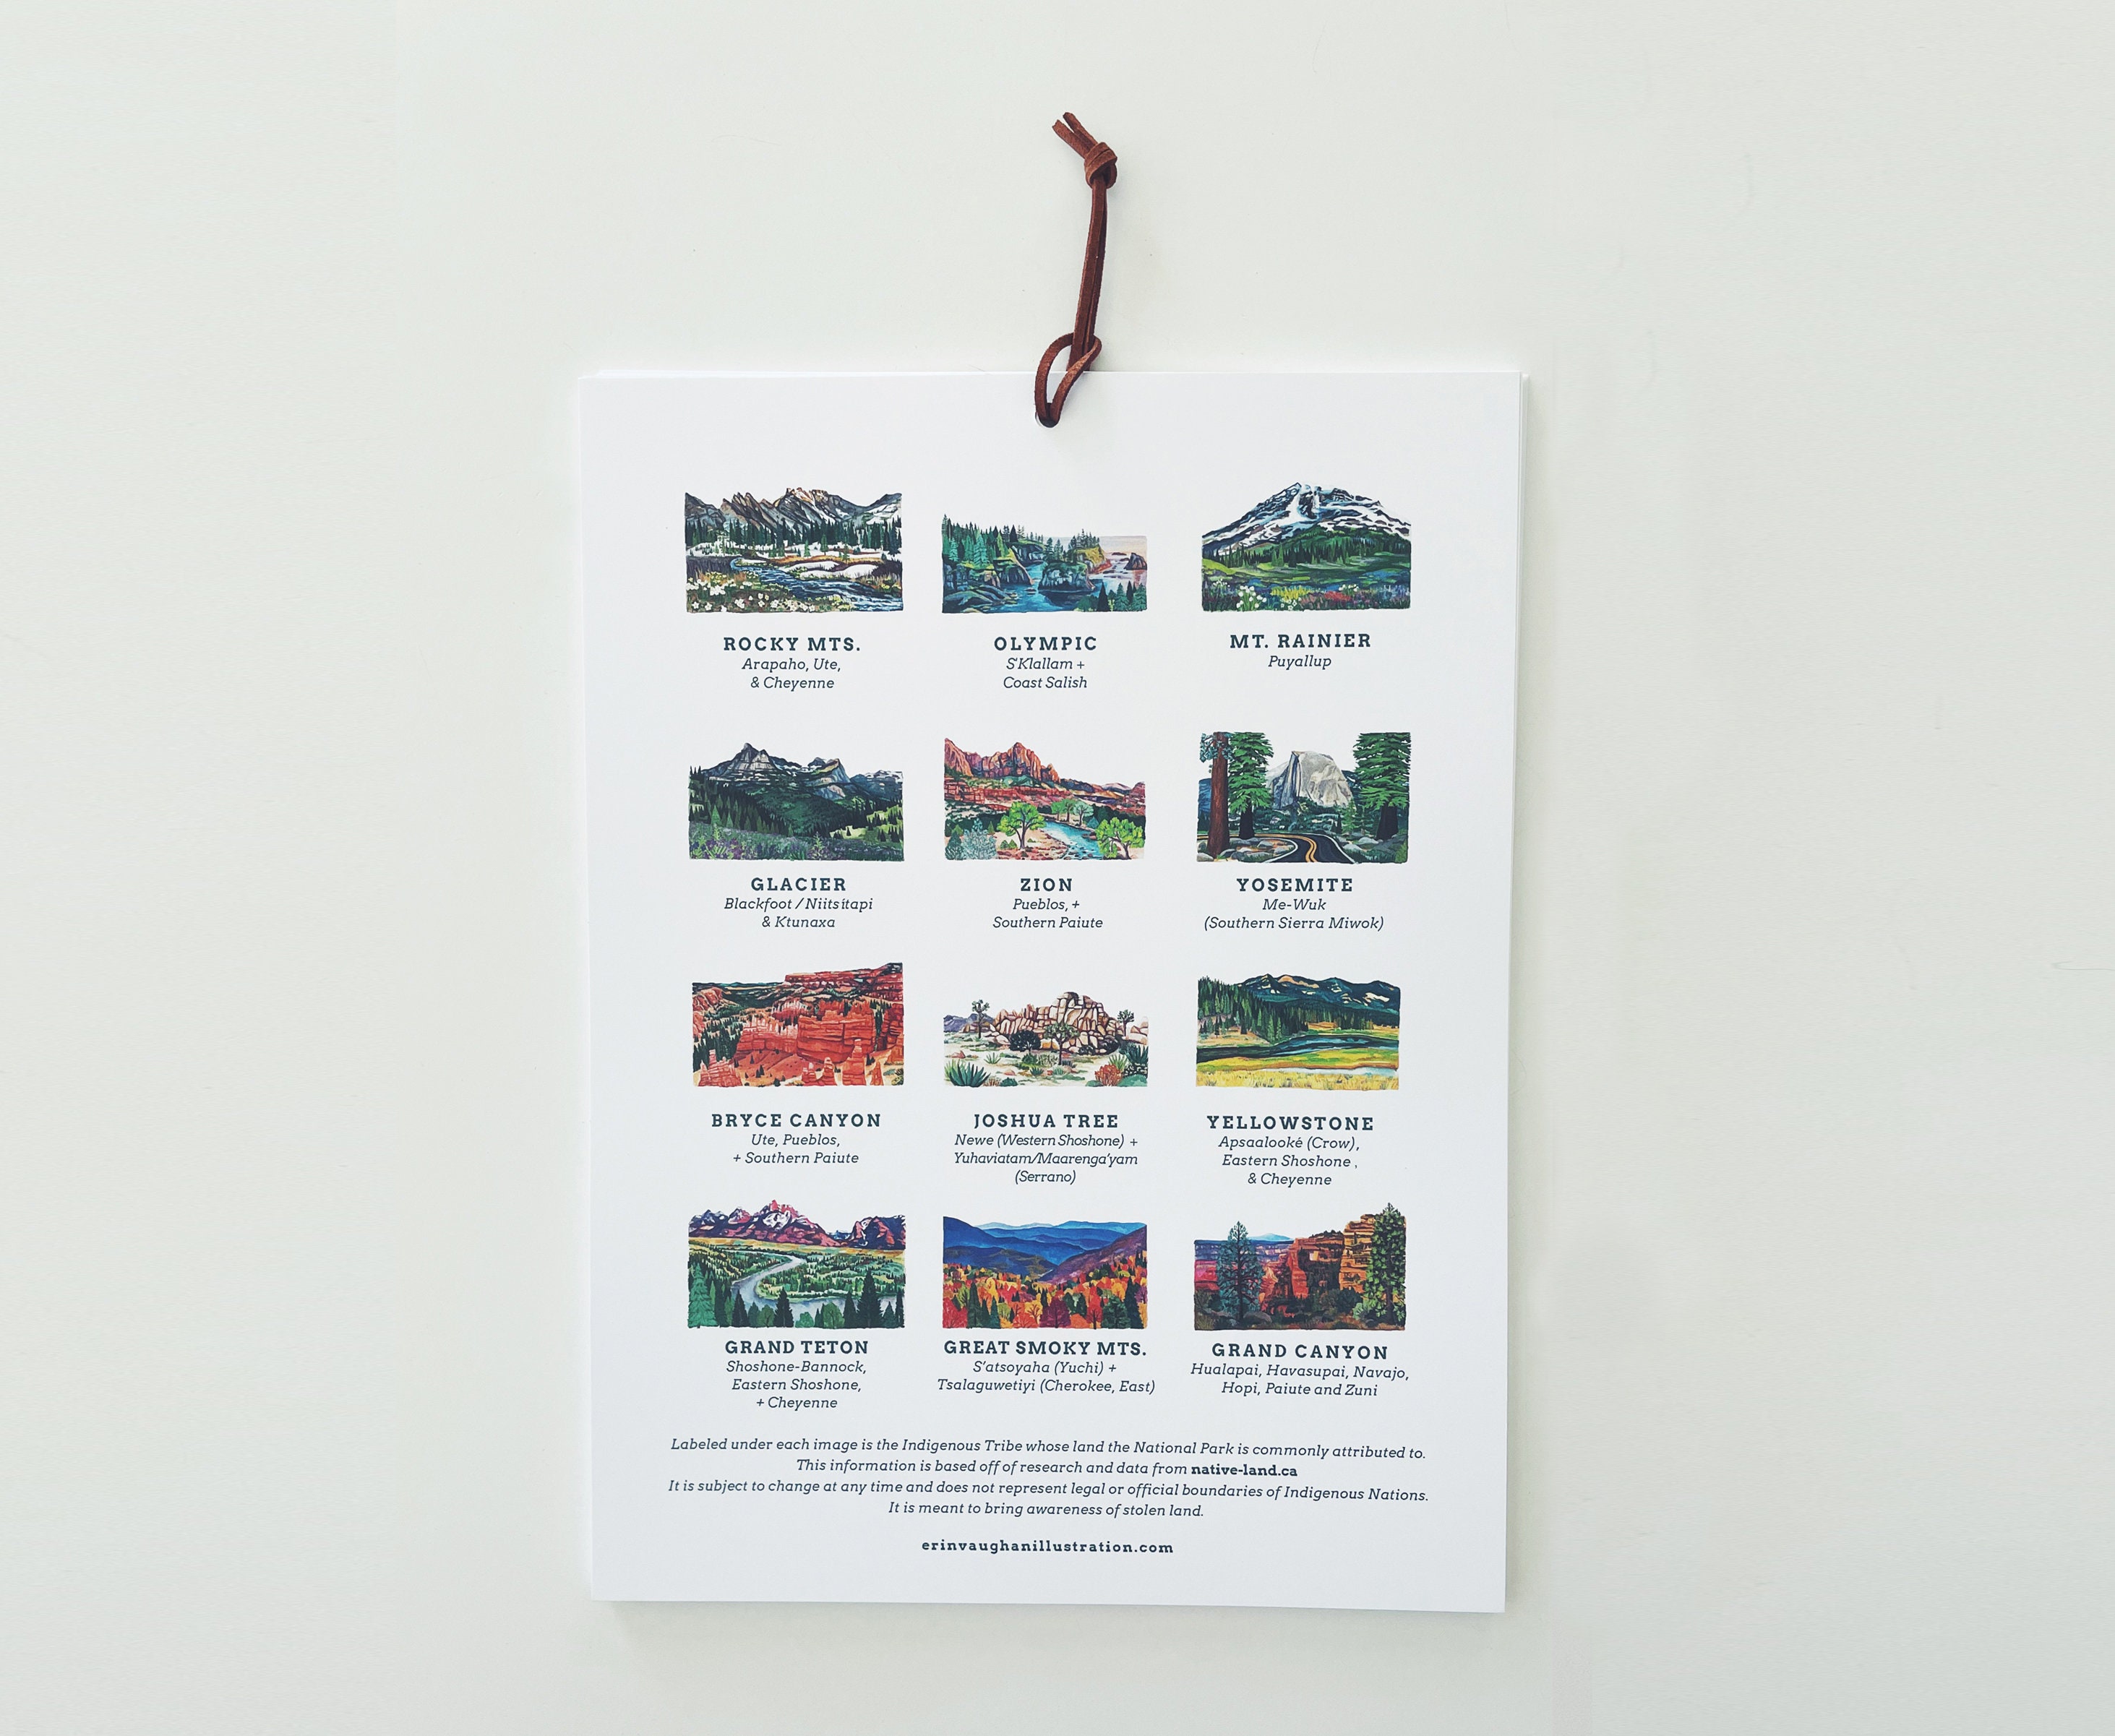 ROCKY MTS.
Arapaho, Ute,
& Cheyenne
OLYMPIC
S'Klallam +
Coast Salish
MT. RAINIER
Puyallup
GLACIER
Blackfoot / Niitsitapi
& Ktunaxa
ZION
Pueblos, +
Southern Paiute
YOSEMITE
Me-Wuk
(Southern Sierra Miwok)
BRYCE CANYON
Ute, Pueblos,
+ Southern Paiute
JOSHUA TREE
Newe (Western Shoshone) +
Yuhaviatam/Maarenga'yam
(Serrano)
YELLOWSTONE
Apsaalooké (Crow),
Eastern Shoshone ,
& Cheyenne
GRAND TETON
Shoshone-Bannock,
Eastern Shoshone,
+ Cheyenne
GREAT SMOKY MTS.
S'atsoyaha (Yuchi) +
Tsalaguwetiyi (Cherokee, East)
GRAND CANYON
Hualapai, Havasupai, Navajo,
Hopi, Paiute and Zuni
Labeled under each image is the Indigenous Tribe whose land the National Park is commonly attributed to.
This information is based off of research and data from native-land.ca
It is subject to change at any time and does not represent legal or official boundaries of Indigenous Nations.
It is meant to bring awareness of stolen land.
erinvaughanillustration.com